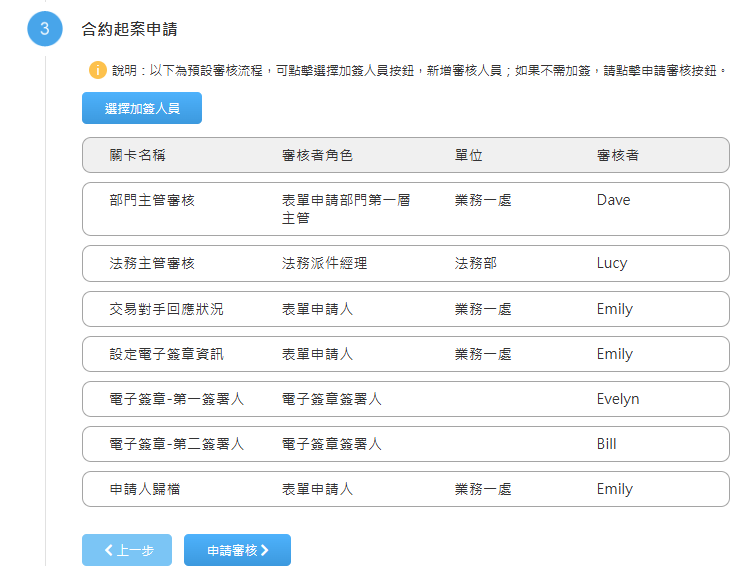 3 合約起案申請
i 說明：以下為預設審核流程，可點擊選擇加簽人員按鈕，新增審核人員；如果不需加簽，請點擊申請審核按鈕。
選擇加簽人員
關卡名稱 審核者角色 單位 審核者
部門主管審核 表單申請部門第一層 業務一處 Dave
主管
法務主管審核 法務派件經理 法務部 Lucy
交易對手回應狀況 表單申請人 業務一處 Emily
設定電子簽章資訊 表單申請人 業務一處 Emily
電子簽章-第一簽署人 電子簽章簽署人 Evelyn
電子簽章-第二簽署人 電子簽章簽署人 Bill
申請人歸檔 表單申請人 業務一處 Emily
上一步 申請審核